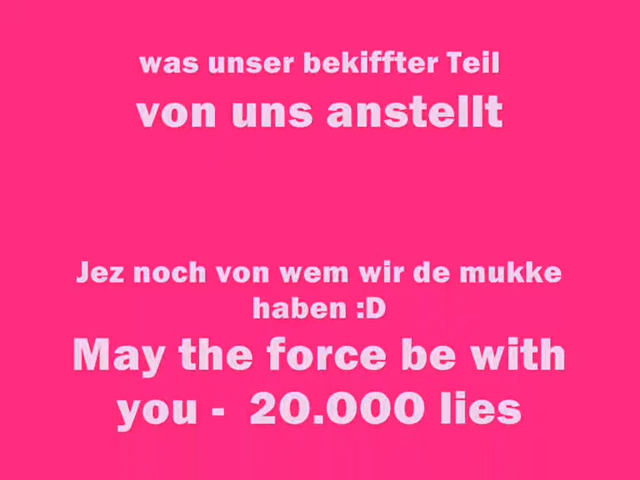 was unser bekiffter Teil
von uns anstellt
Jez noch von wem wir de mukke
haben :D
May the force be with
you - 20.000 lies